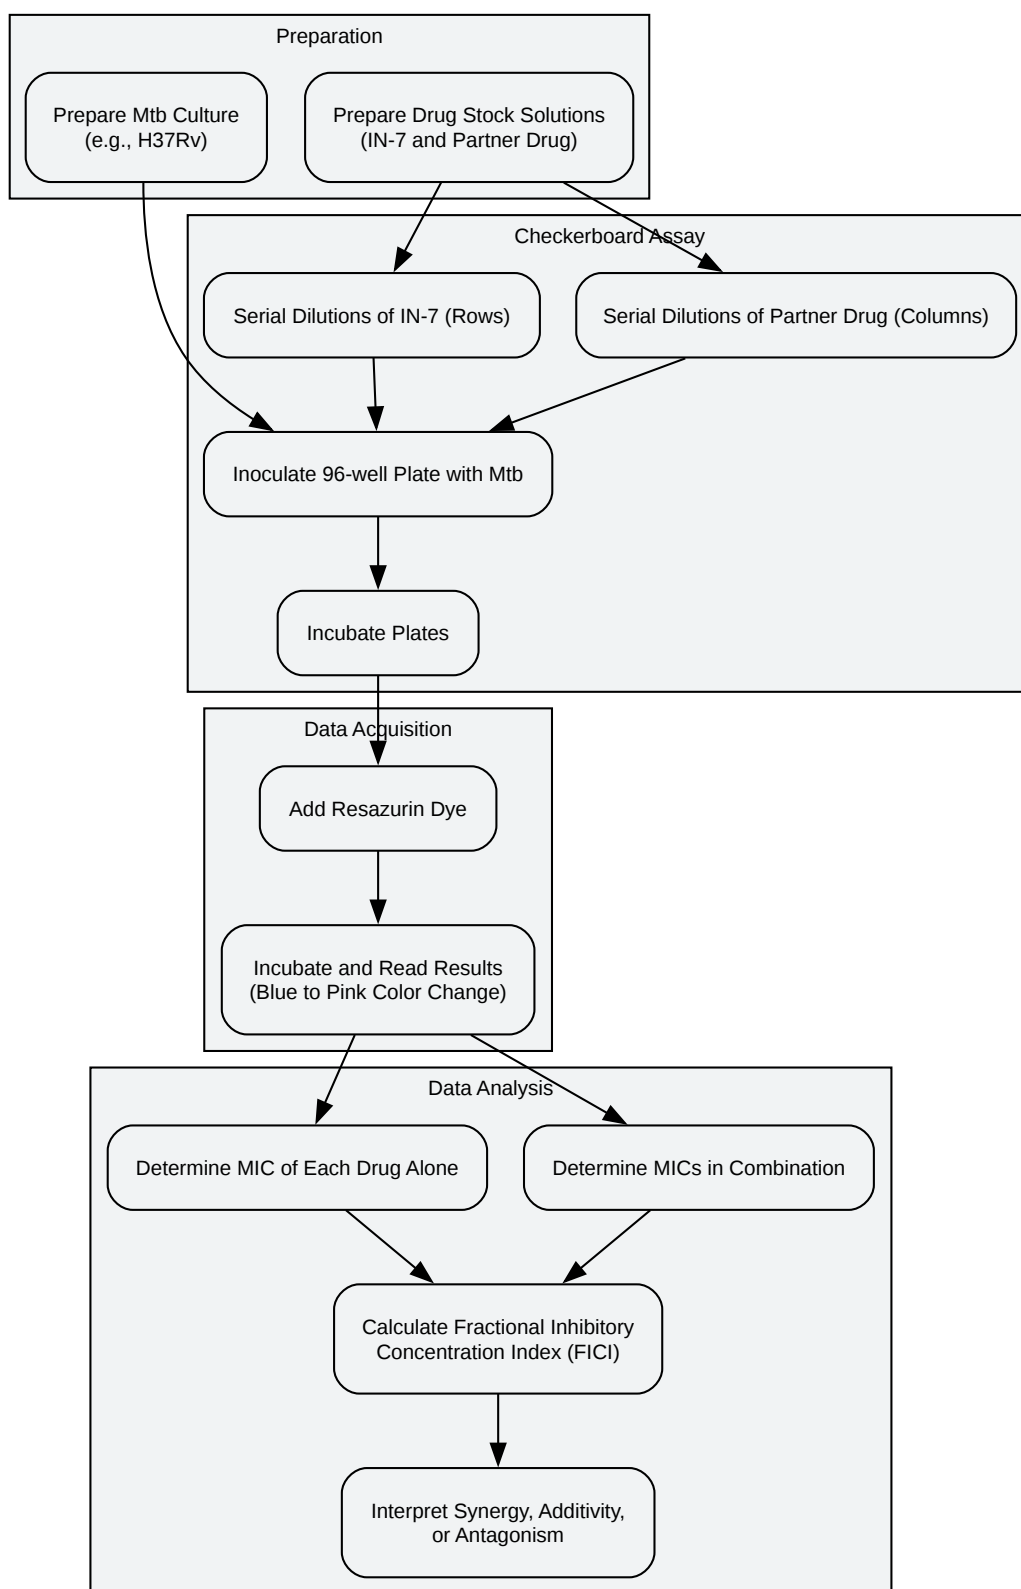 Preparation
Prepare Mtb Culture
(e.g., H37Rv)
Prepare Drug Stock Solutions
(IN-7 and Partner Drug)
Checkerboard Assay
Serial Dilutions of IN-7 (Rows)
Serial Dilutions of Partner Drug (Columns)
Inoculate 96-well Plate with Mtb
Incubate Plates
Data Acquisition
Add Resazurin Dye
Incubate and Read Results
(Blue to Pink Color Change)
Data Analysis
Determine MIC of Each Drug Alone
Determine MICs in Combination
Calculate Fractional Inhibitory
Concentration Index (FICI)
Interpret Synergy, Additivity,
or Antagonism